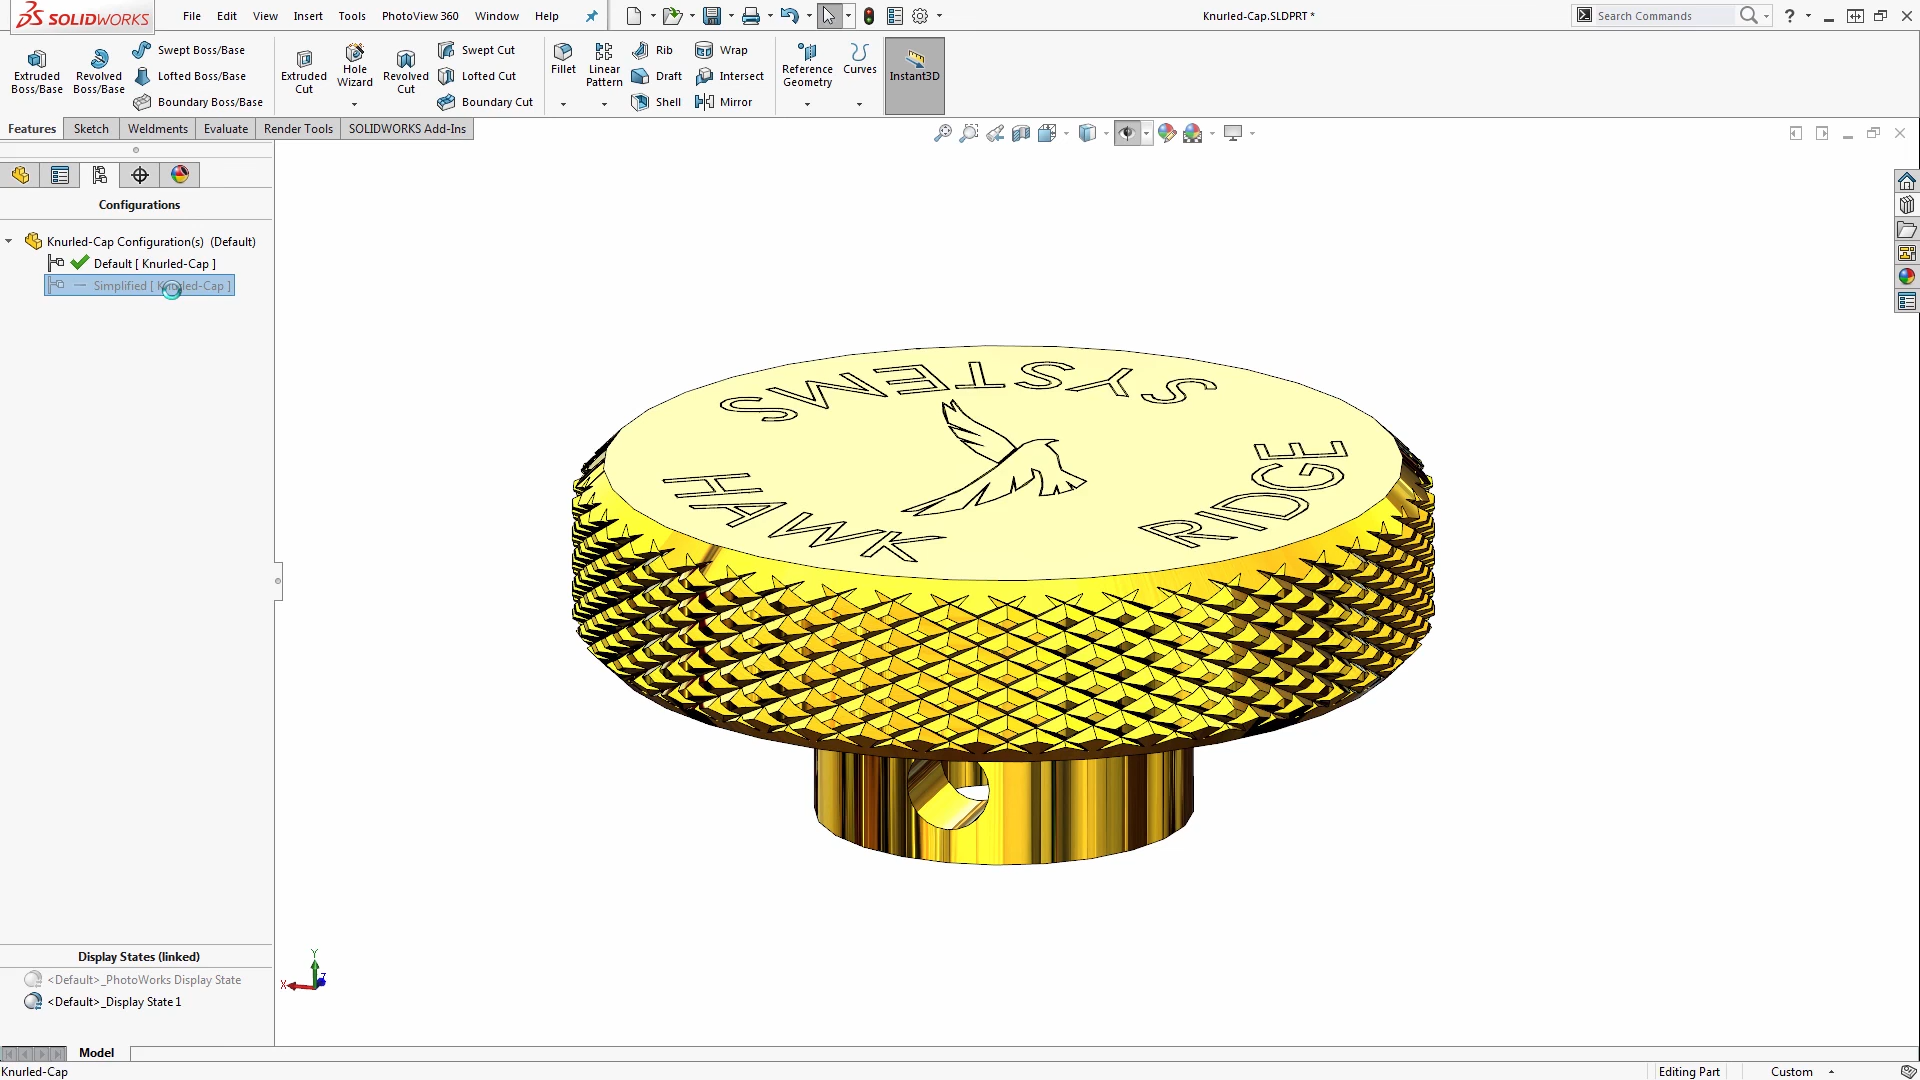 SOLIDWORKS
File Edit View Insert Tools PhotoView 360 Window Help
Knurled-Cap.SLDPRT *
Search Commands
Extruded Boss/Base
Revolved Boss/Base
Swept Boss/Base
Lofted Boss/Base
Boundary Boss/Base
Extruded Cut
Hole Wizard
Revolved Cut
Swept Cut
Lofted Cut
Boundary Cut
Fillet
Linear Pattern
Rib
Draft
Shell
Wrap
Intersect
Mirror
Reference Geometry
Curves
Instant3D
Features Sketch Weldments Evaluate Render Tools SOLIDWORKS Add-Ins
Configurations
Knurled-Cap Configuration(s) (Default)
Default [ Knurled-Cap ]
Simplified [ Knurled-Cap ]
HAWK
RIDGE
SYSTEMS
Display States (linked)
<Default>_PhotoWorks Display State
<Default>_Display State 1
Y
X
Z
Model
Knurled-Cap
Editing Part
Custom